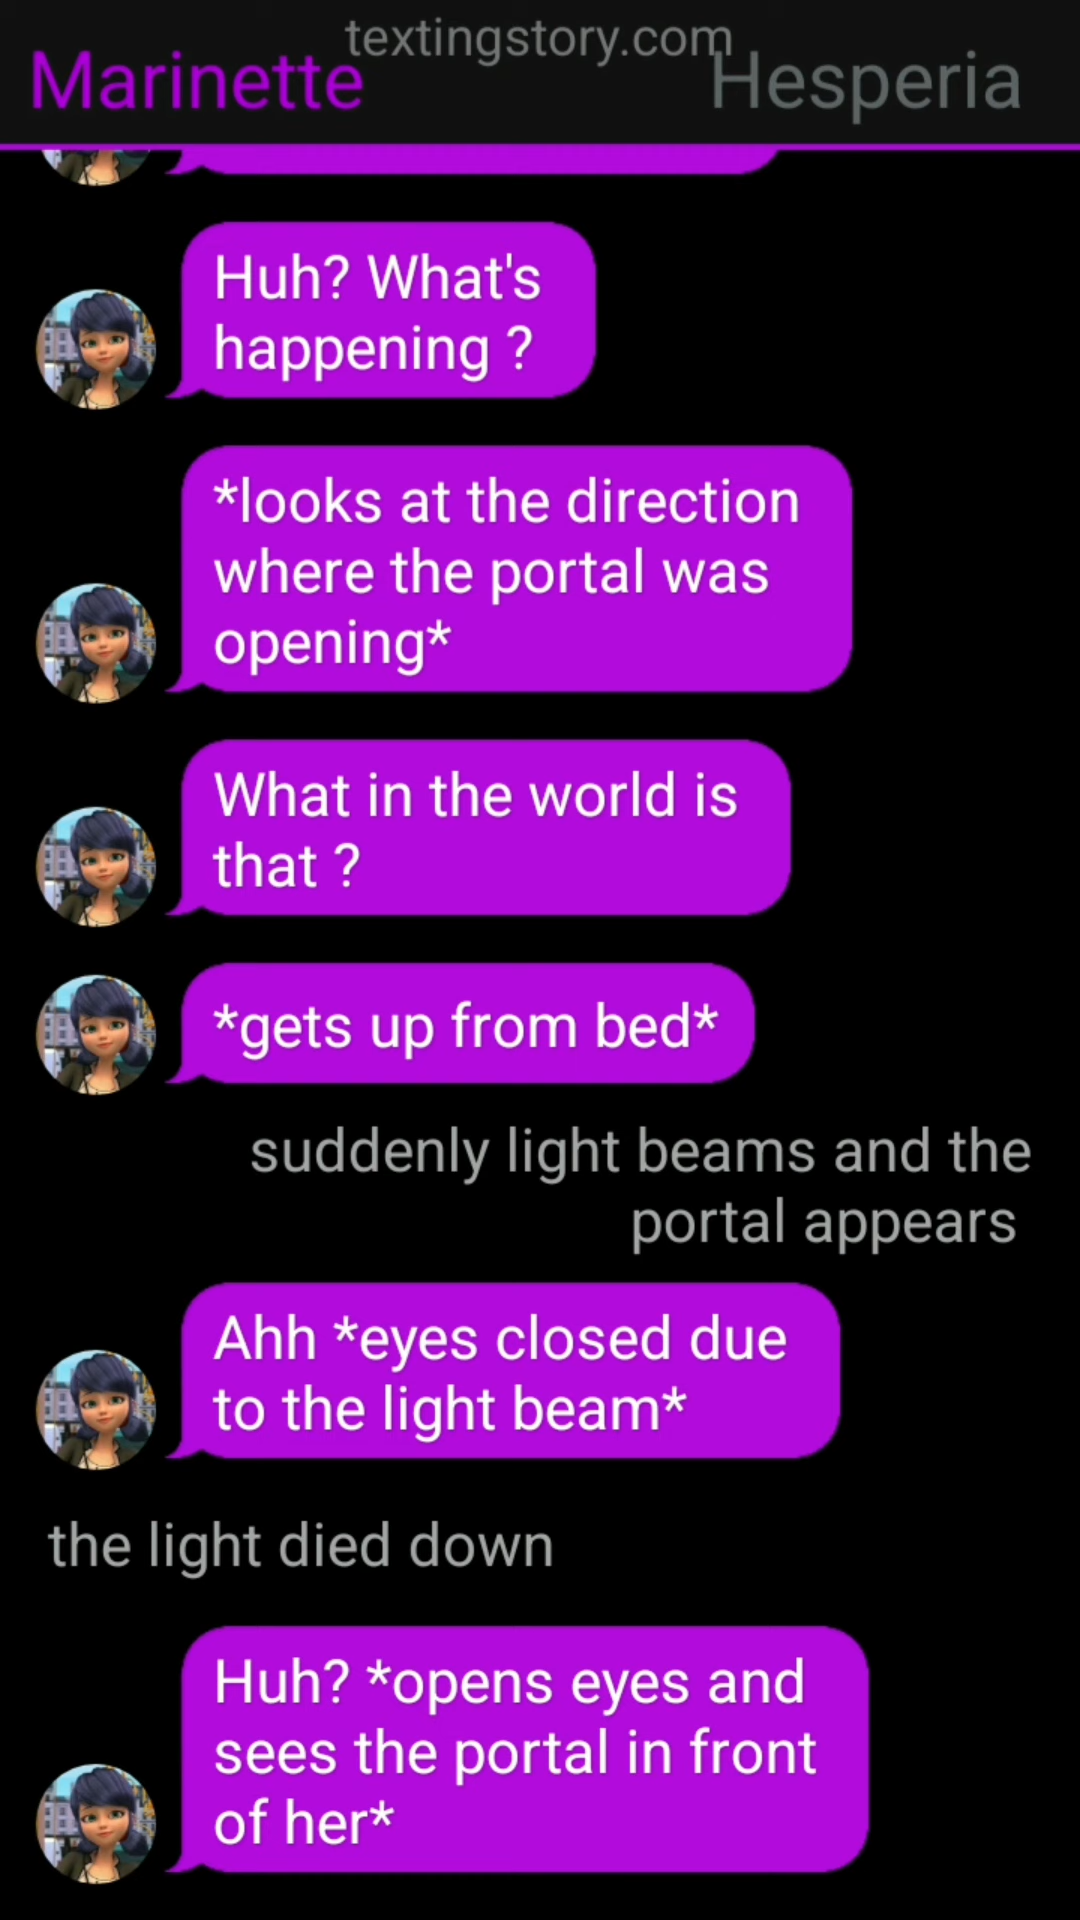 textingstory.com
Marinette
Hesperia
Huh? What's
happening ?
*looks at the direction
where the portal was
opening*
What in the world is
that ?
*gets up from bed*
suddenly light beams and the
portal appears
Ahh *eyes closed due
to the light beam*
the light died down
Huh? *opens eyes and
sees the portal in front
of her*